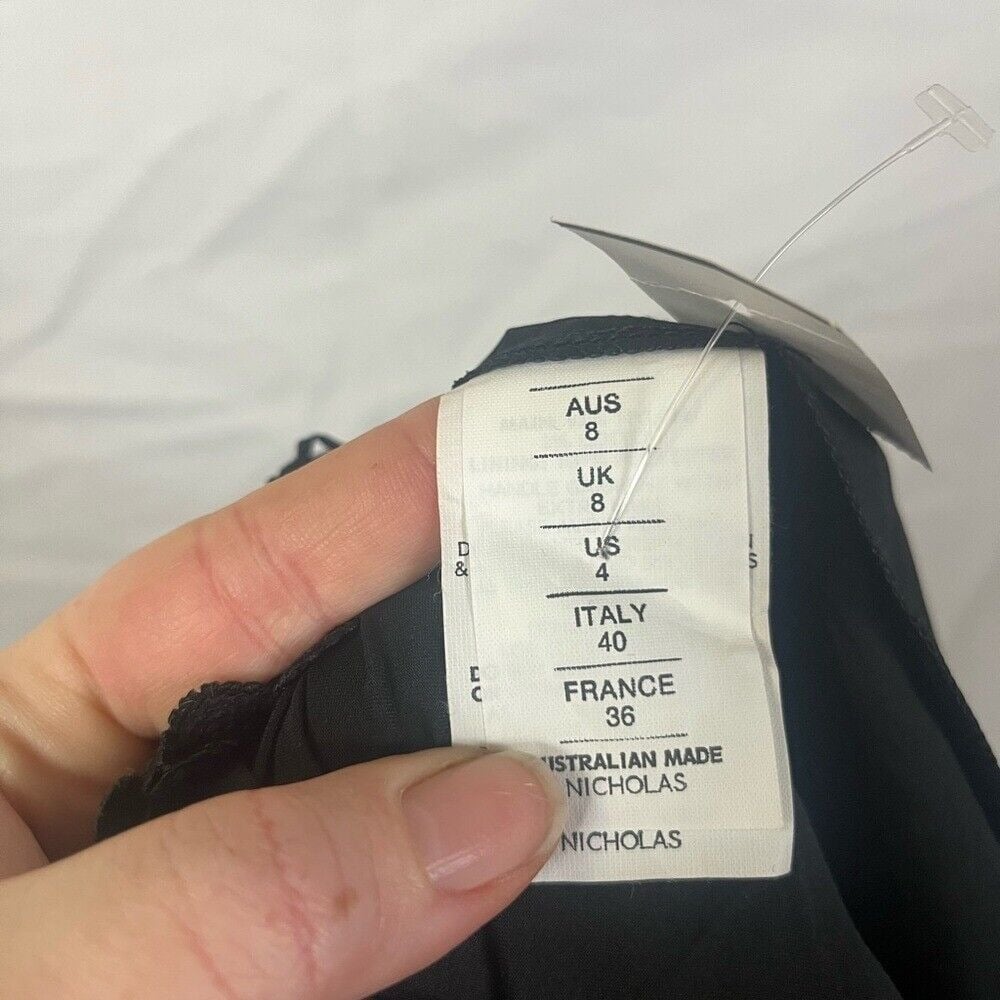 AUS
8
UK
8
US
4
ITALY
40
FRANCE
36
USTRALIAN MADE
NICHOLAS
NICHOLAS
D
&
S